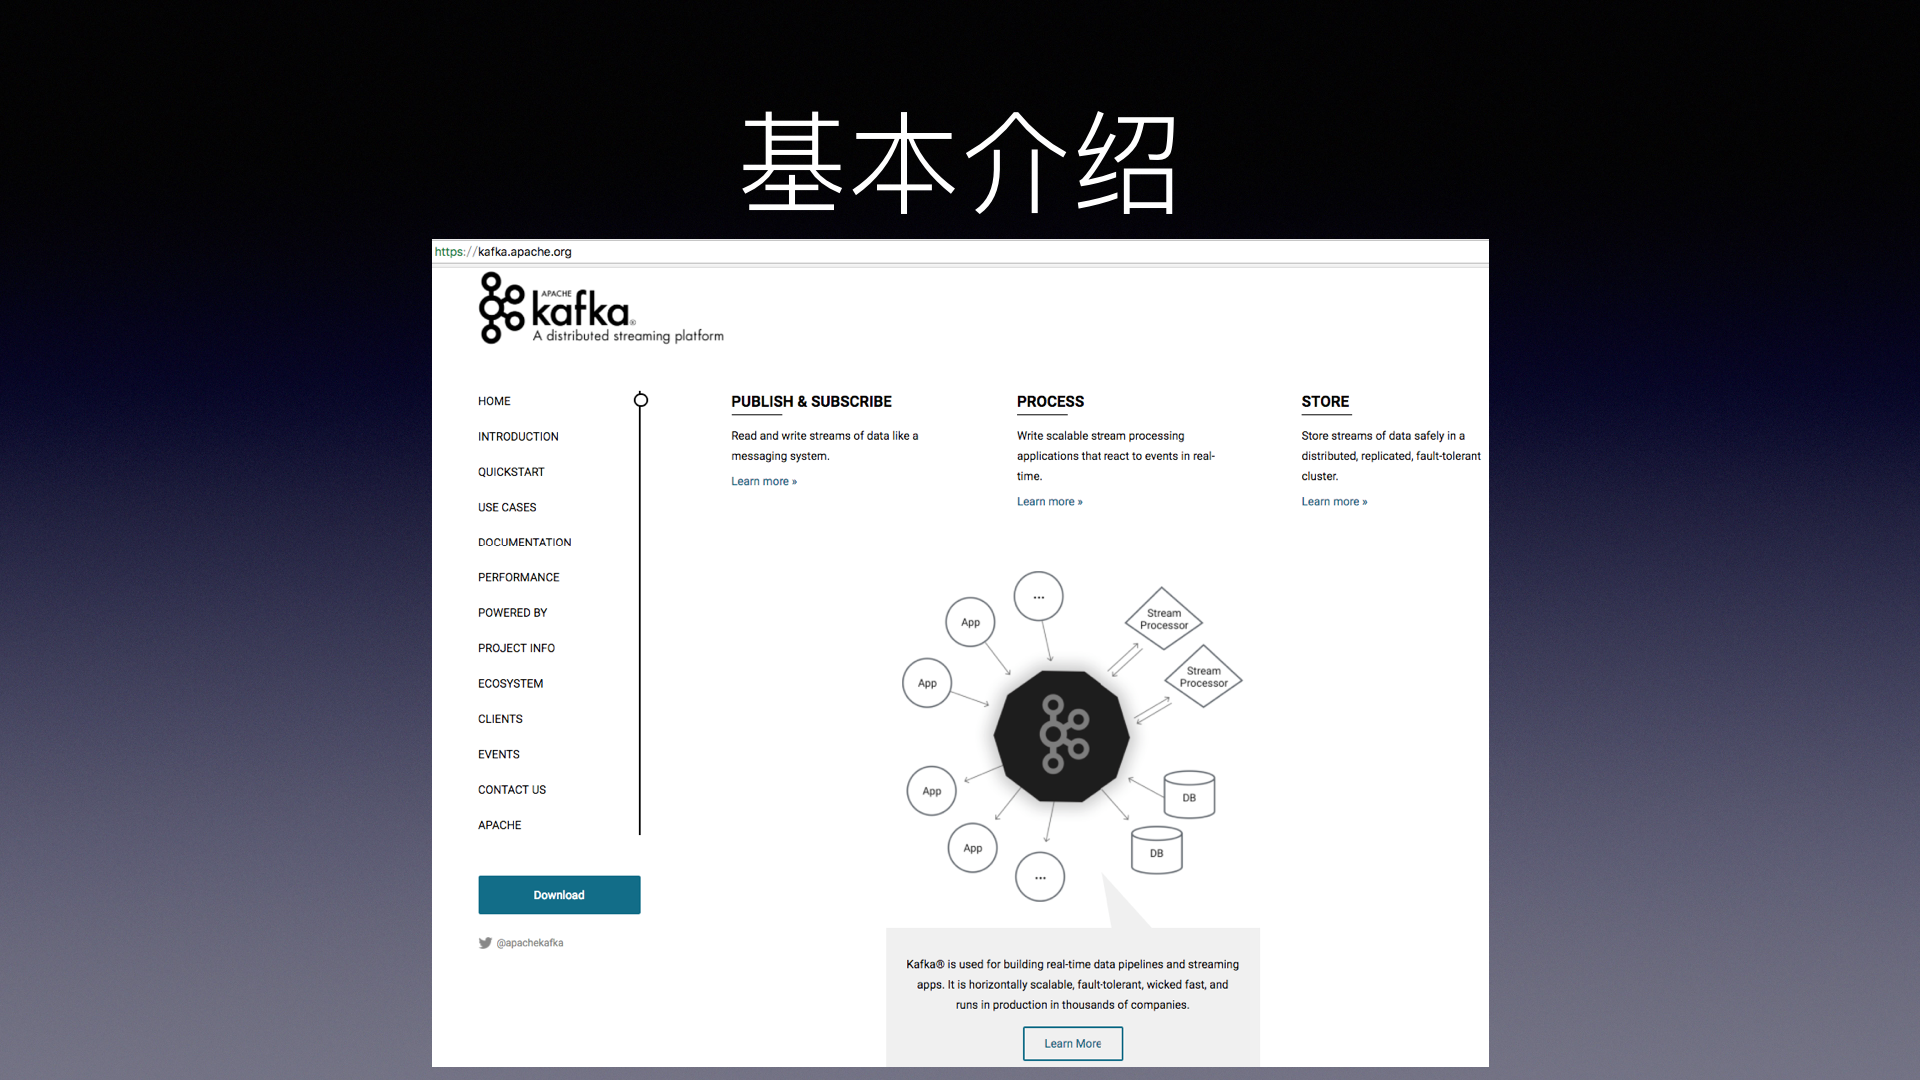 基本介绍
https://kafka.apache.org
APACHE
kafka®
A distributed streaming platform
HOME
INTRODUCTION
QUICKSTART
USE CASES
DOCUMENTATION
PERFORMANCE
POWERED BY
PROJECT INFO
ECOSYSTEM
CLIENTS
EVENTS
CONTACT US
APACHE
Download
@apachekafka
PUBLISH & SUBSCRIBE
Read and write streams of data like a
messaging system.
Learn more »
PROCESS
Write scalable stream processing
applications that react to events in real-
time.
Learn more »
STORE
Store streams of data safely in a
distributed, replicated, fault-tolerant
cluster.
Learn more »
...
App
App
Stream
Processor
Stream
Processor
App
App
...
DB
DB
Kafka® is used for building real-time data pipelines and streaming
apps. It is horizontally scalable, fault-tolerant, wicked fast, and
runs in production in thousands of companies.
Learn More